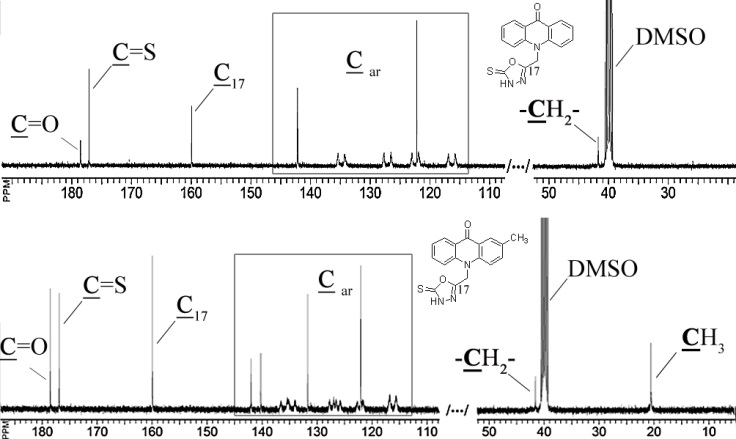 O
N
C=S
C̲ ar
S
O
17
HN
N
DMSO
C17
C=O
-CH2-
/.../
PPM 180 170 160 150 140 130 120 110 50 40 30 20
O
CH3
N
C=S
C ar
S
O
17
HN
N
DMSO
C17
C=O
-CH2-
CH3
/.../
PPM 180 170 160 150 140 130 120 110 50 40 30 20 10